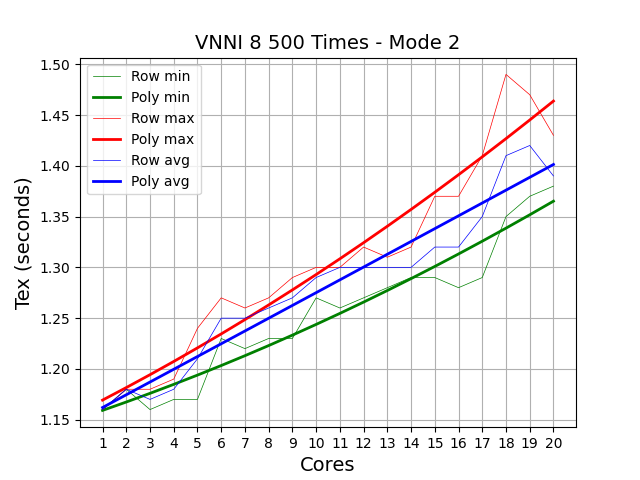 VNNI 8 500 Times - Mode 2
Row min
Poly min
Row max
Poly max
Row avg
Poly avg
Tex (seconds)
1.50
1.45
1.40
1.35
1.30
1.25
1.20
1.15
1 2 3 4 5 6 7 8 9 10 11 12 13 14 15 16 17 18 19 20
Cores